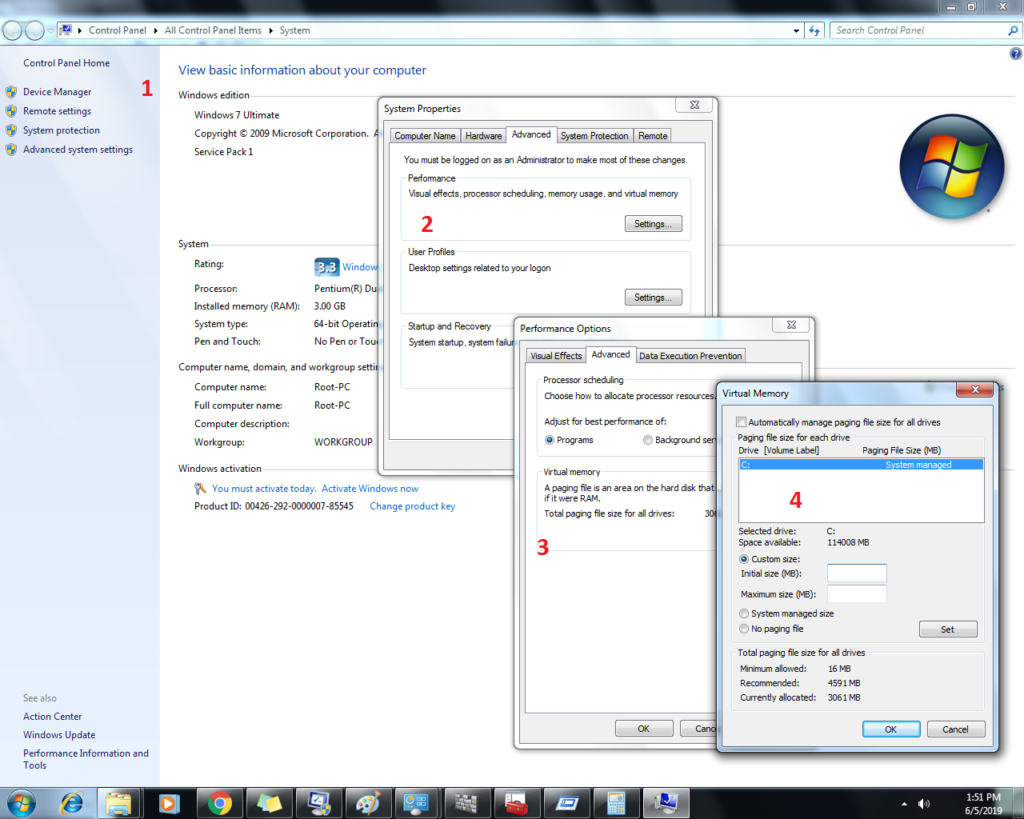 Control Panel ▸ All Control Panel Items ▸ System
Search Control Panel
Control Panel Home
1
Device Manager
Remote settings
System protection
Advanced system settings
View basic information about your computer
Windows edition
Windows 7 Ultimate
Copyright © 2009 Microsoft Corporation. A
Service Pack 1
System
Rating:
3.3 Window
Processor:
Pentium(R) Du
Installed memory (RAM):
3.00 GB
System type:
64-bit Operatin
Pen and Touch:
No Pen or Tou
Computer name, domain, and workgroup settin
Computer name:
Root-PC
Full computer name:
Root-PC
Computer description:
Workgroup:
WORKGROUP
Windows activation
You must activate today. Activate Windows now
Product ID: 00426-292-0000007-85545
Change product key
See also
Action Center
Windows Update
Performance Information and
Tools
System Properties
Computer Name
Hardware
Advanced
System Protection
Remote
You must be logged on as an Administrator to make most of these changes.
Performance
Visual effects, processor scheduling, memory usage, and virtual memory
2
Settings...
User Profiles
Desktop settings related to your logon
Settings...
Startup and Recovery
System startup, system failu
Performance Options
Visual Effects
Advanced
Data Execution Prevention
Processor scheduling
Choose how to allocate processor resources.
Adjust for best performance of:
Programs
Background ser
Virtual memory
A paging file is an area on the hard disk that
if it were RAM.
Total paging file size for all drives:
306
3
OK
Canc
Virtual Memory
Automatically manage paging file size for all drives
Paging file size for each drive
Drive [Volume Label]
Paging File Size (MB)
C:
System managed
4
Selected drive:
C:
Space available:
114008 MB
Custom size:
Initial size (MB):
Maximum size (MB):
System managed size
No paging file
Set
Total paging file size for all drives
Minimum allowed:
16 MB
Recommended:
4591 MB
Currently allocated:
3061 MB
OK
Cancel
1:51 PM
6/5/2019